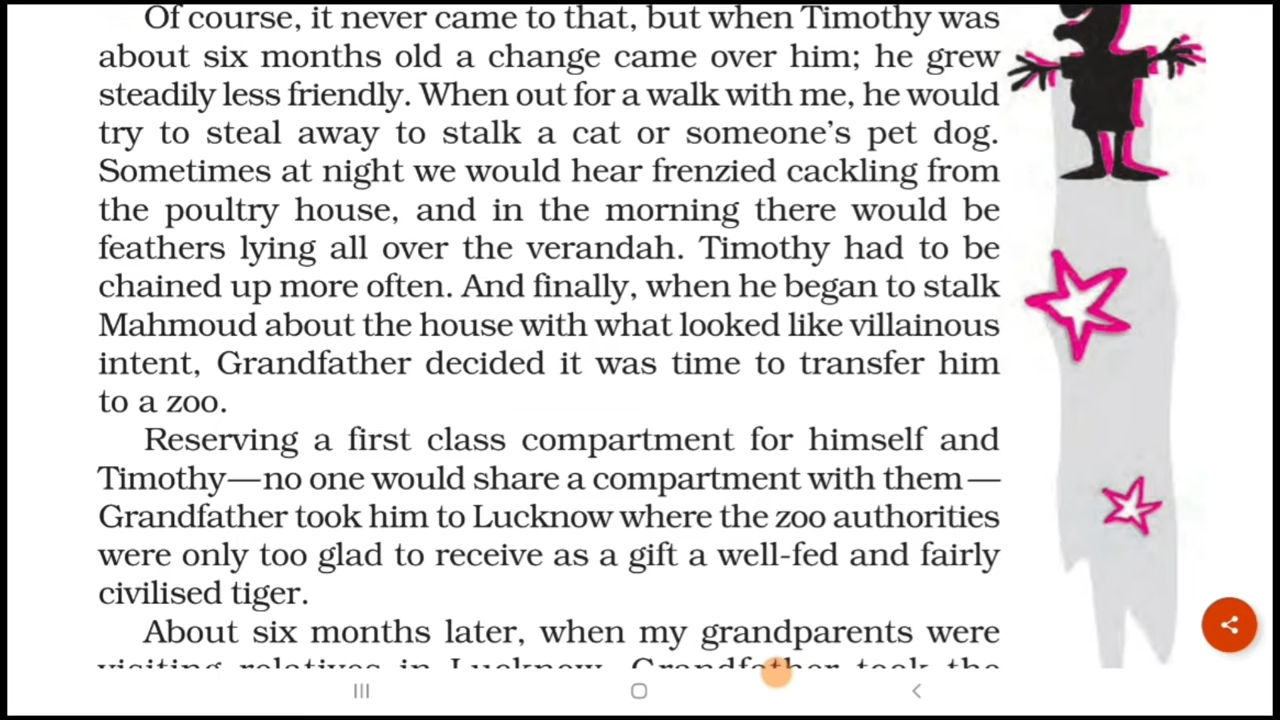 Of course, it never came to that, but when Timothy was
about six months old a change came over him; he grew
steadily less friendly. When out for a walk with me, he would
try to steal away to stalk a cat or someone’s pet dog.
Sometimes at night we would hear frenzied cackling from
the poultry house, and in the morning there would be
feathers lying all over the verandah. Timothy had to be
chained up more often. And finally, when he began to stalk
Mahmoud about the house with what looked like villainous
intent, Grandfather decided it was time to transfer him
to a zoo.
Reserving a first class compartment for himself and
Timothy—no one would share a compartment with them—
Grandfather took him to Lucknow where the zoo authorities
were only too glad to receive as a gift a well-fed and fairly
civilised tiger.
About six months later, when my grandparents were
visiting relatives in Lucknow, Grandfather took the